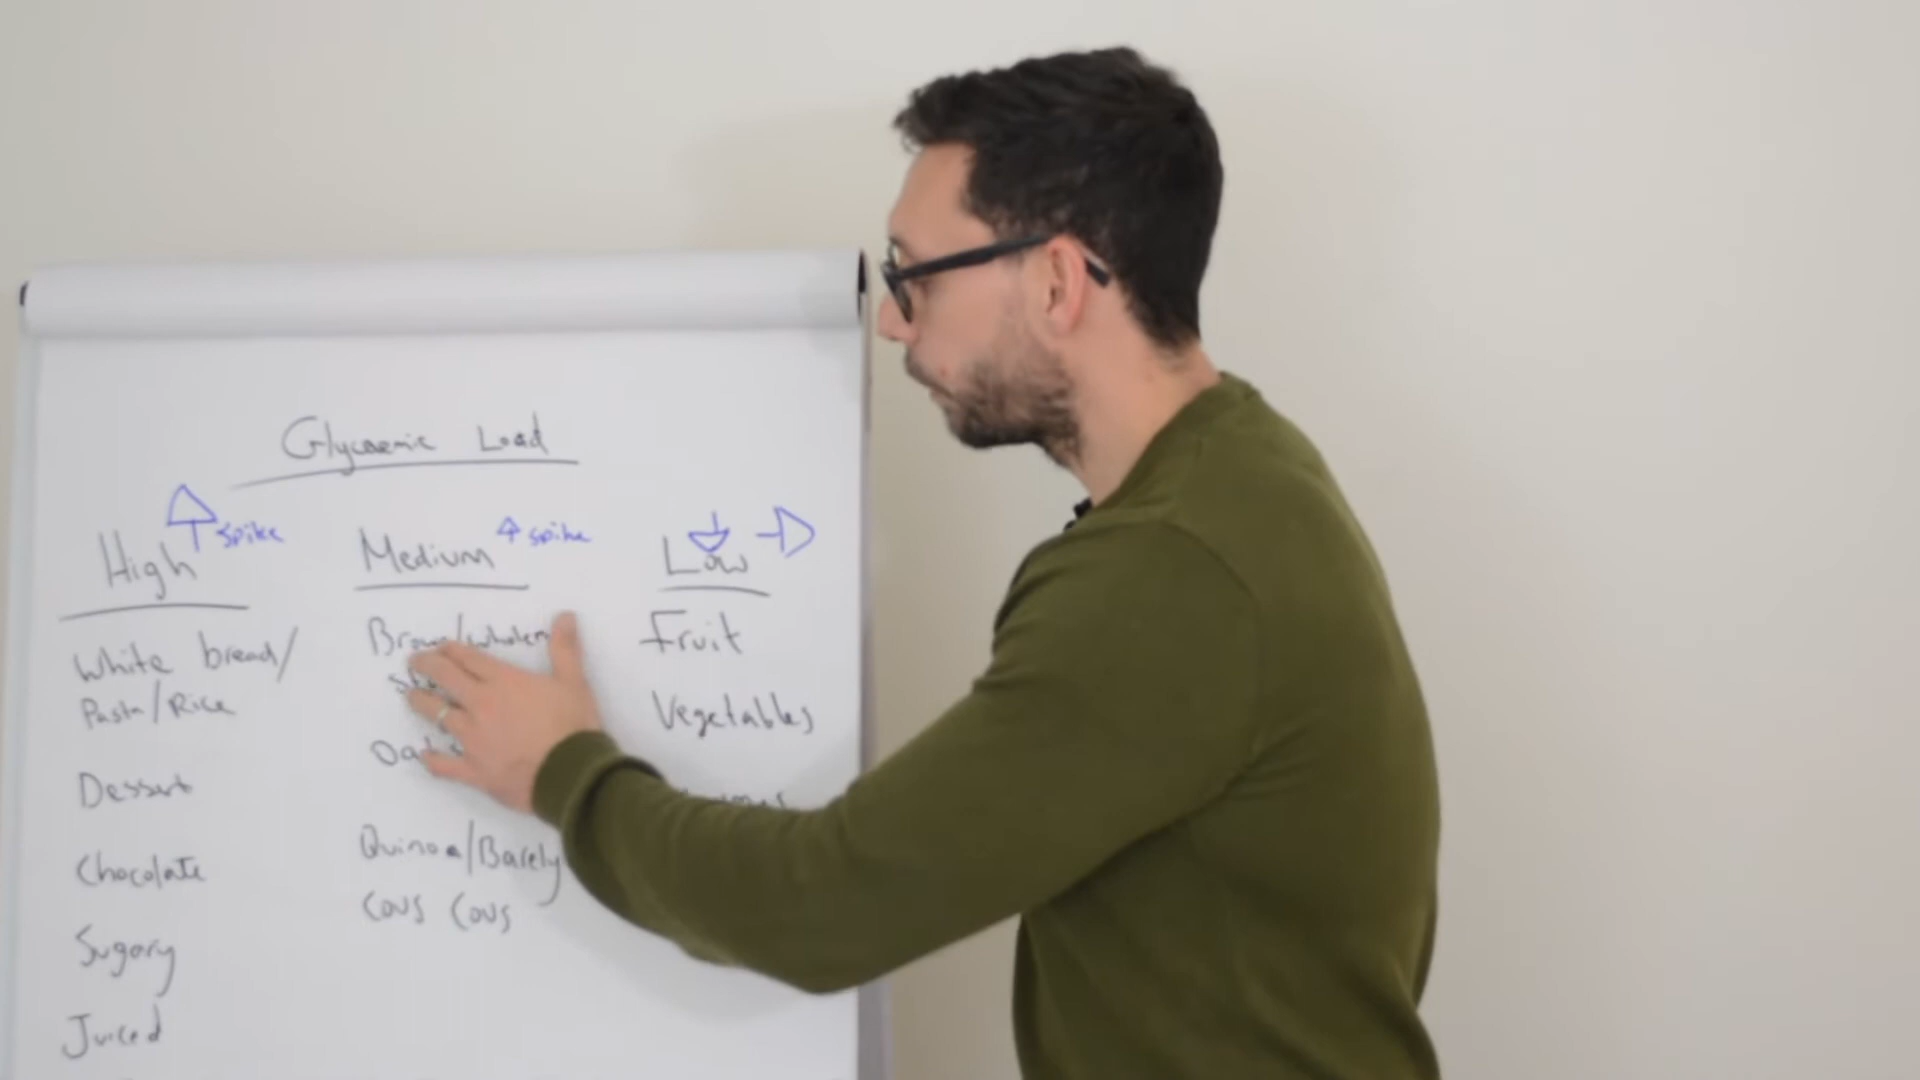 Glycaemic Load
High spike
White bread/
Pasta/Rice
Dessert
Chocolate
Sugary
Juiced
Medium spike
Quinoa/Barely
Cous Cous
Low
Fruit
Vegetables